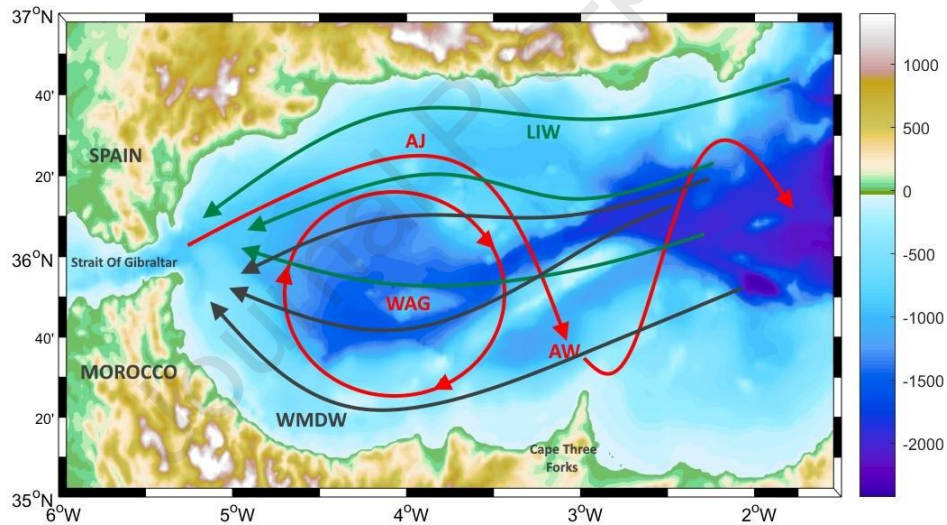 37°N
40'
20'
36°N
40'
20'
35°N
6°W
5°W
4°W
3°W
2°W
1000
500
0
-500
-1000
-1500
-2000
SPAIN
AJ
LIW
Strait Of Gibraltar
WAG
AW
MOROCCO
WMDW
Cape Three
Forks